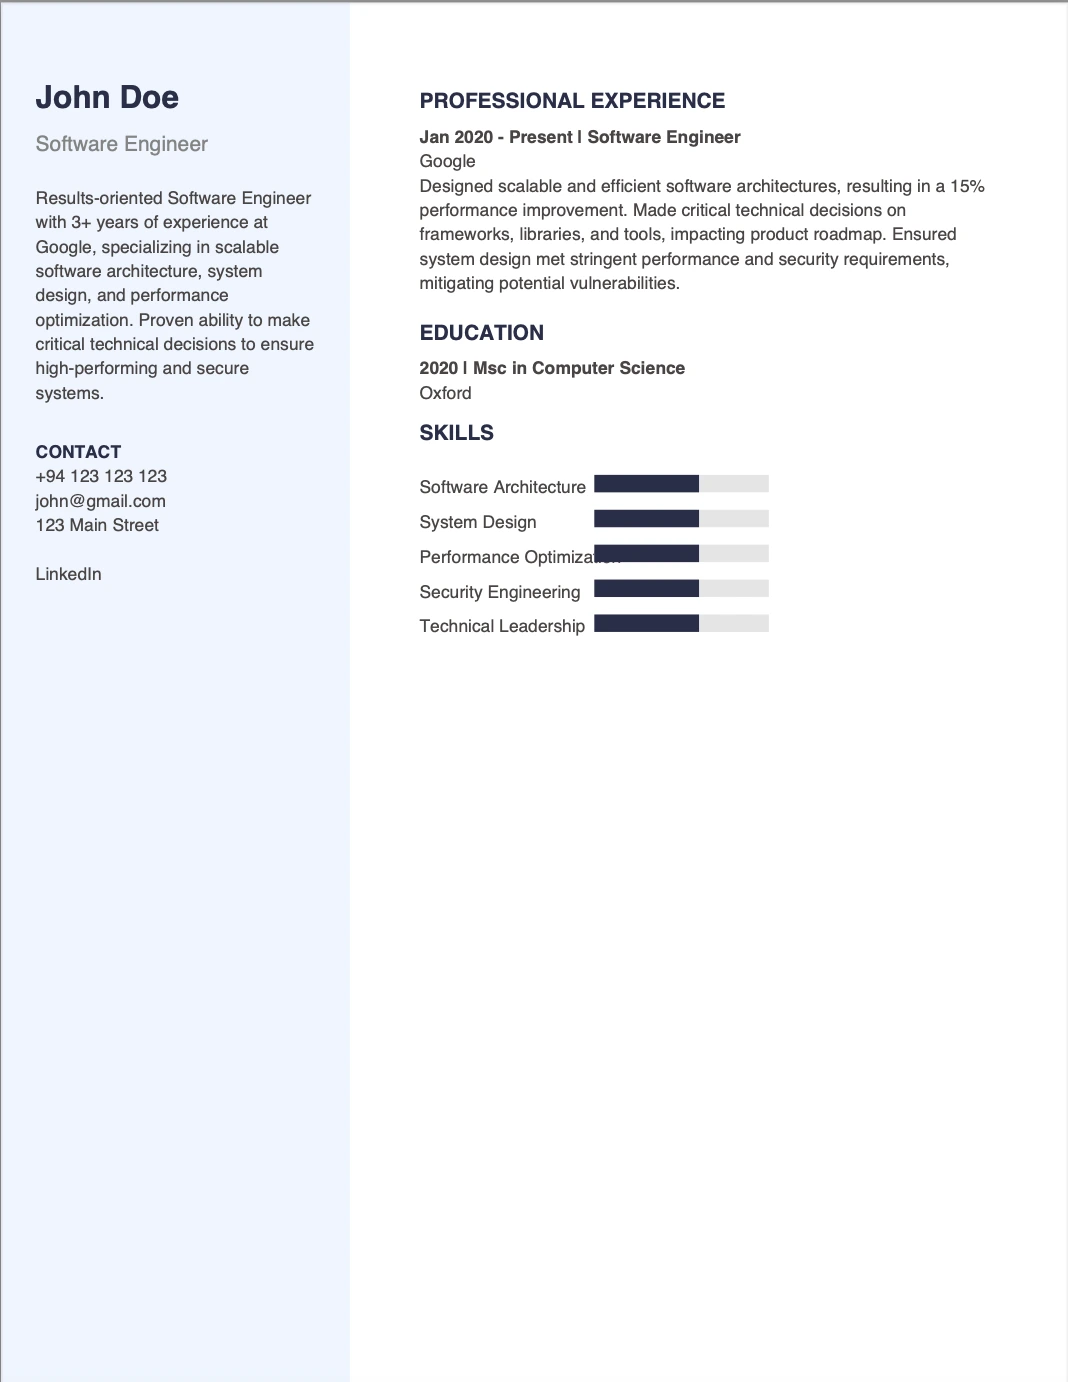 John Doe
Software Engineer
Results-oriented Software Engineer
with 3+ years of experience at
Google, specializing in scalable
software architecture, system
design, and performance
optimization. Proven ability to make
critical technical decisions to ensure
high-performing and secure
systems.
CONTACT
+94 123 123 123
john@gmail.com
123 Main Street
LinkedIn
PROFESSIONAL EXPERIENCE
Jan 2020 - Present | Software Engineer
Google
Designed scalable and efficient software architectures, resulting in a 15%
performance improvement. Made critical technical decisions on
frameworks, libraries, and tools, impacting product roadmap. Ensured
system design met stringent performance and security requirements,
mitigating potential vulnerabilities.
EDUCATION
2020 | Msc in Computer Science
Oxford
SKILLS
Software Architecture
System Design
Performance Optimization
Security Engineering
Technical Leadership